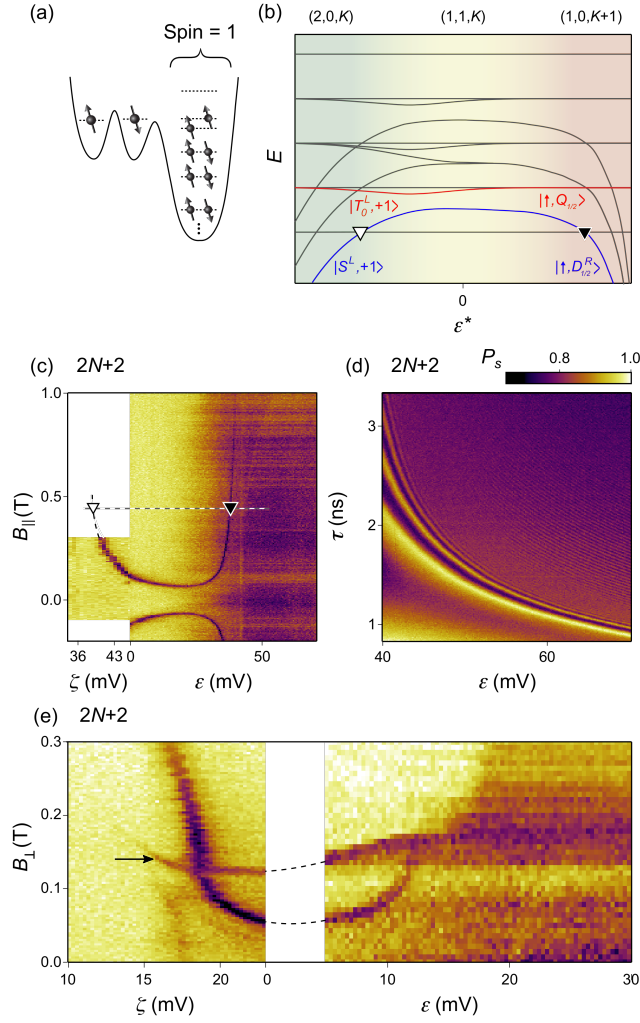 (a)
Spin = 1
(b)
(2,0,K) (1,1,K) (1,0,K+1)
E
|T₀ᴸ,+1⟩ |↑,Q₁/₂⟩
|Sᴸ,+1⟩ |↑,Dᴿ₁/₂⟩
0
ε*
(c) 2N+2
1.0
0.5
0.0
B||(T)
36 43 0 50
ζ (mV) ε (mV)
(d) 2N+2 Pₛ 0.8 1.0
3
2
1
τ (ns)
40 60
ε (mV)
(e) 2N+2
0.3
0.2
0.1
0.0
B⊥(T)
10 15 20 0 10 20 30
ζ (mV) ε (mV)